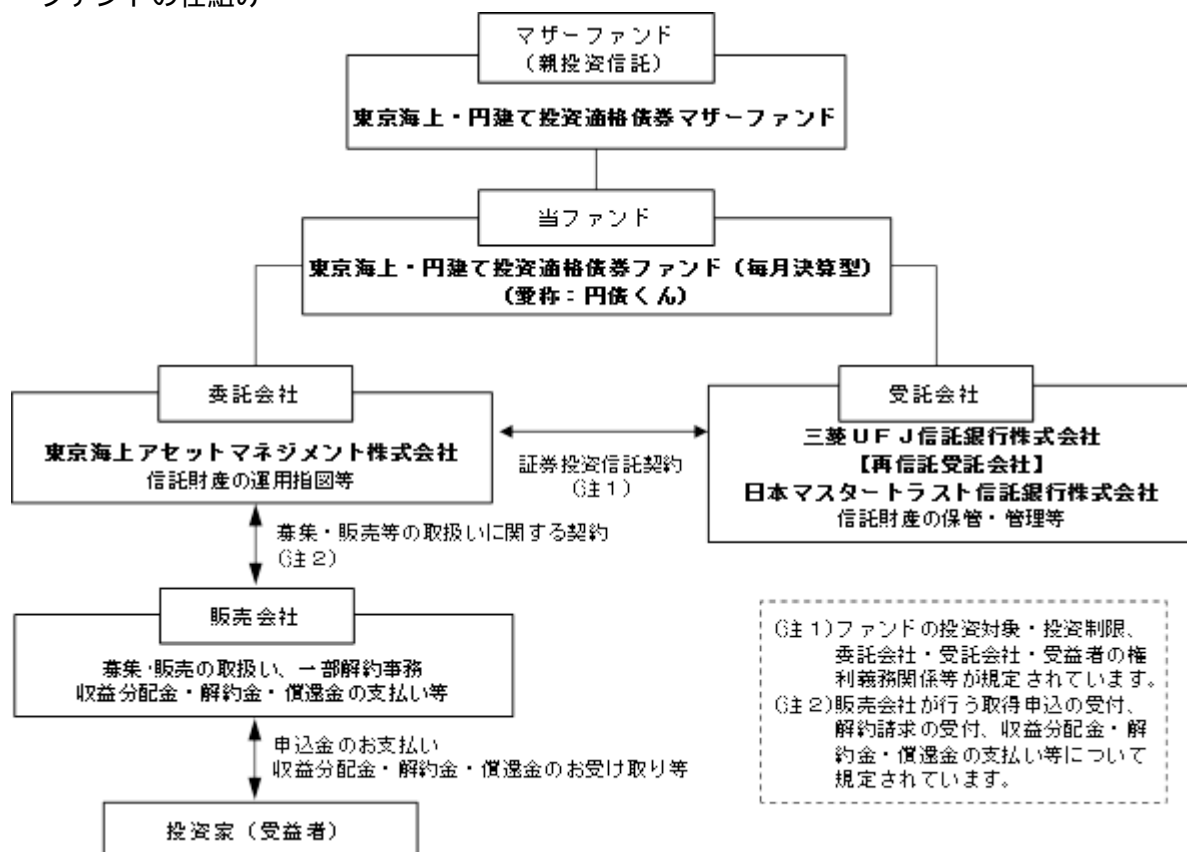 ファンドの仕組み
マザーファンド
(親投資信託)
東京海上・円建て投資適格債券マザーファンド
当ファンド
東京海上・円建て投資適格債券ファンド(毎月決算型)
(愛称:円債くん)
委託会社
東京海上アセットマネジメント株式会社
信託財産の運用指図等
証券投資信託契約
(注1)
受託会社
三菱UFJ信託銀行株式会社
【再信託受託会社】
日本マスタートラスト信託銀行株式会社
信託財産の保管・管理等
募集・販売等の取扱いに関する契約
(注2)
販売会社
募集・販売の取扱い、一部解約事務
収益分配金・解約金・償還金の支払い等
申込金のお支払い
収益分配金・解約金・償還金のお受け取り等
投資家(受益者)
(注1)ファンドの投資対象・投資制限、
委託会社・受託会社・受益者の権
利義務関係等が規定されています。
(注2)販売会社が行う取得申込の受付、
解約請求の受付、収益分配金・解
約金・償還金の支払い等について
規定されています。